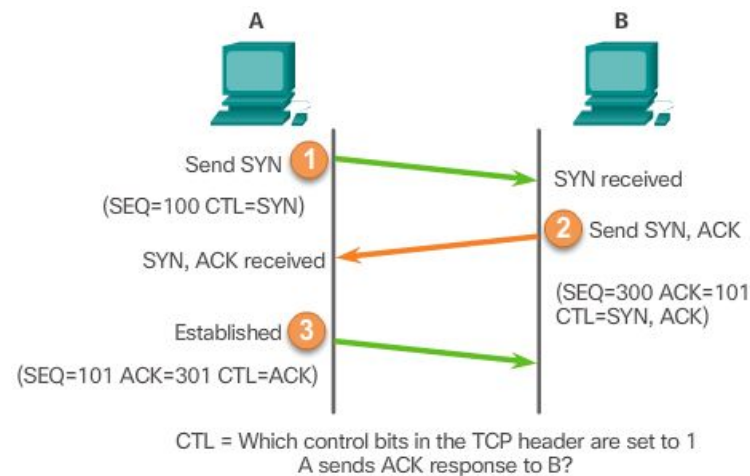 A
B
1
Send SYN
(SEQ=100 CTL=SYN)
SYN received
2
Send SYN, ACK
(SEQ=300 ACK=101
CTL=SYN, ACK)
SYN, ACK received
3
Established
(SEQ=101 ACK=301 CTL=ACK)
CTL = Which control bits in the TCP header are set to 1
A sends ACK response to B?